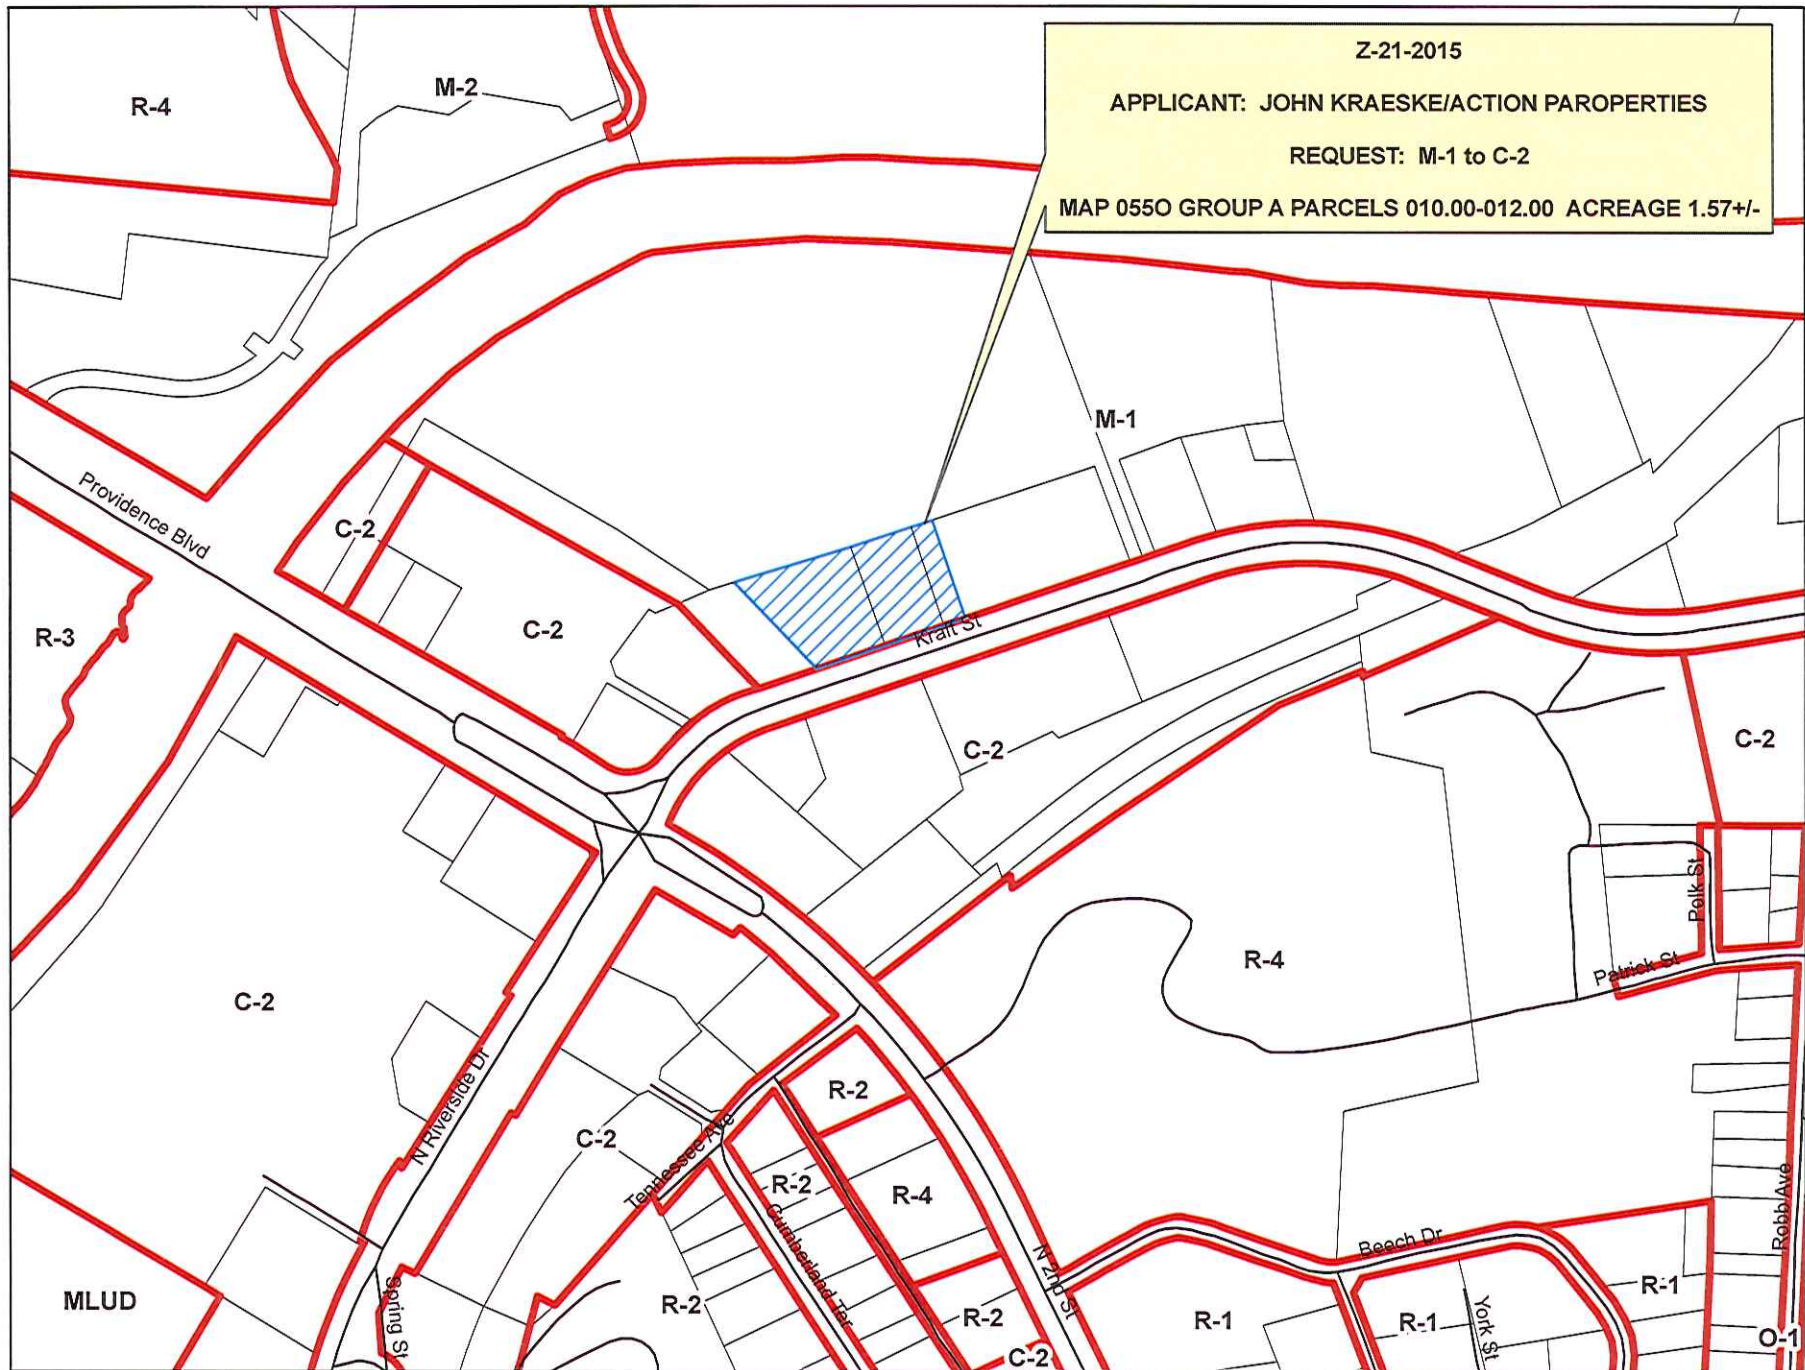 Z-21-2015
APPLICANT: JOHN KRAESKE/ACTION PAROPERTIES
REQUEST: M-1 to C-2
MAP 055O GROUP A PARCELS 010.00-012.00 ACREAGE 1.57+/-
R-4
M-2
M-1
Providence Blvd
C-2
R-3
C-2
Kraft St
C-2
C-2
Polk St
R-4
Patrick St
C-2
N Riverside Dr
R-2
C-2
Tennessee Ave
R-2
R-4
Cumberland Ter
N 2nd St
Beech Dr
Robb Ave
MLUD
Spring St
R-2
R-2
R-1
R-1
York St
R-1
O-1
C-2